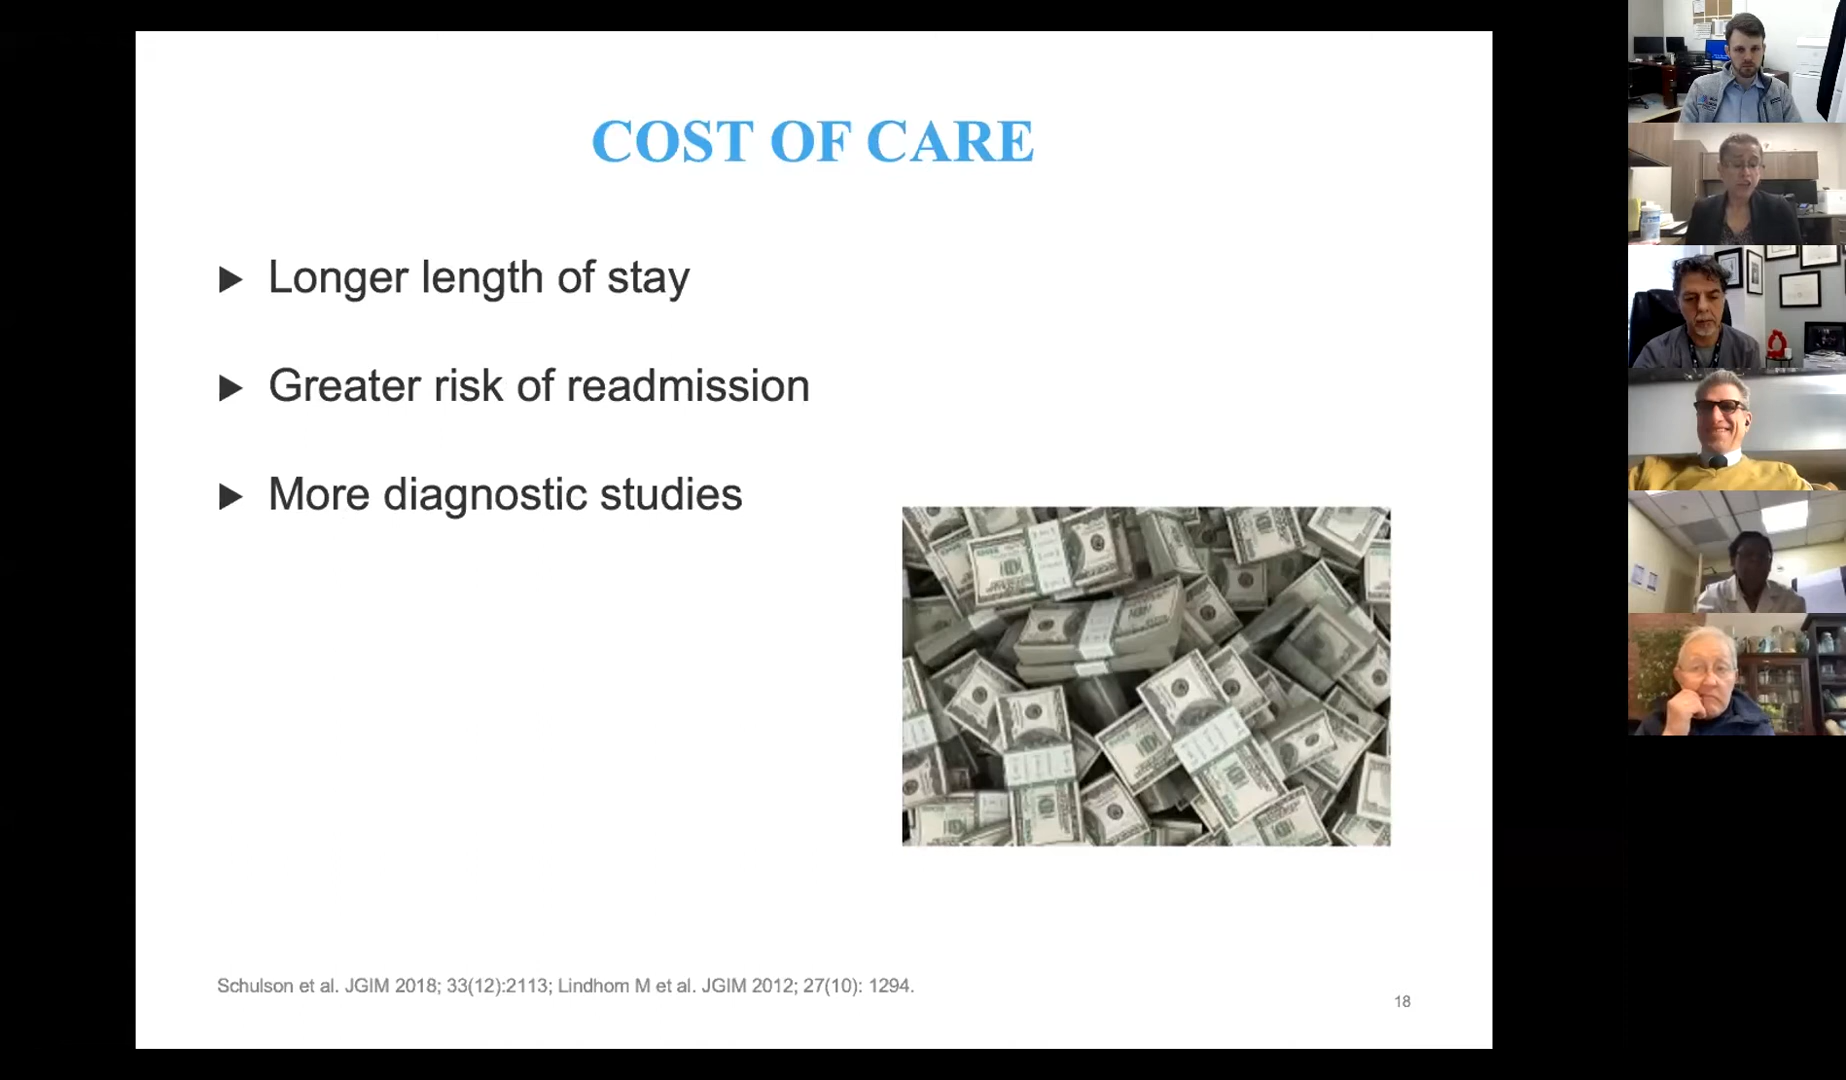 COST OF CARE
Longer length of stay
Greater risk of readmission
More diagnostic studies
Schulson et al. JGIM 2018; 33(12):2113; Lindhom M et al. JGIM 2012; 27(10): 1294.
18